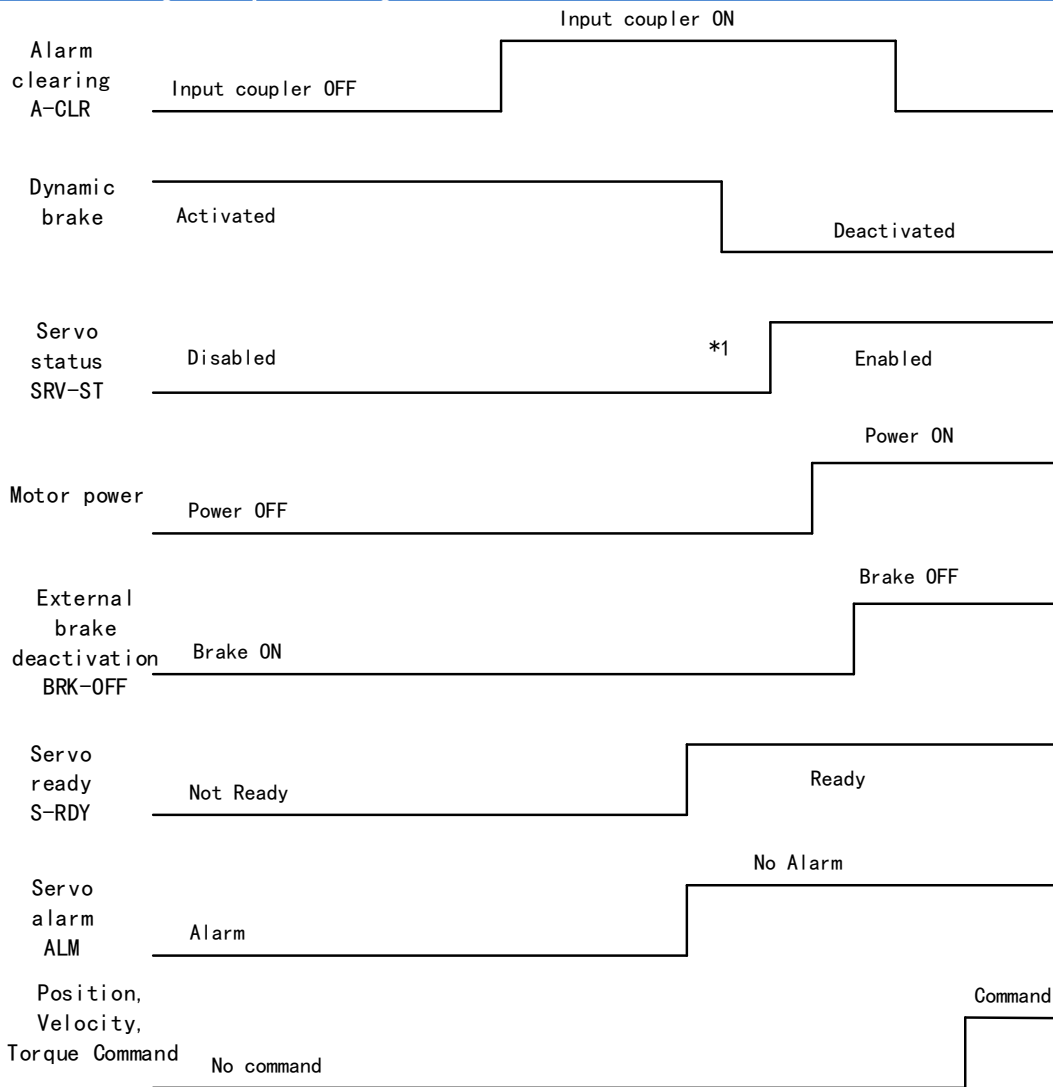 Input coupler ON
Alarm
clearing
A-CLR
Input coupler OFF
Dynamic
brake
Activated
Deactivated
Servo
status
SRV-ST
Disabled
*1
Enabled
Power ON
Motor power
Power OFF
Brake OFF
External
brake
deactivation
BRK-OFF
Brake ON
Servo
ready
S-RDY
Not Ready
Ready
No Alarm
Servo
alarm
ALM
Alarm
Position,
Velocity,
Torque Command
Command
No command